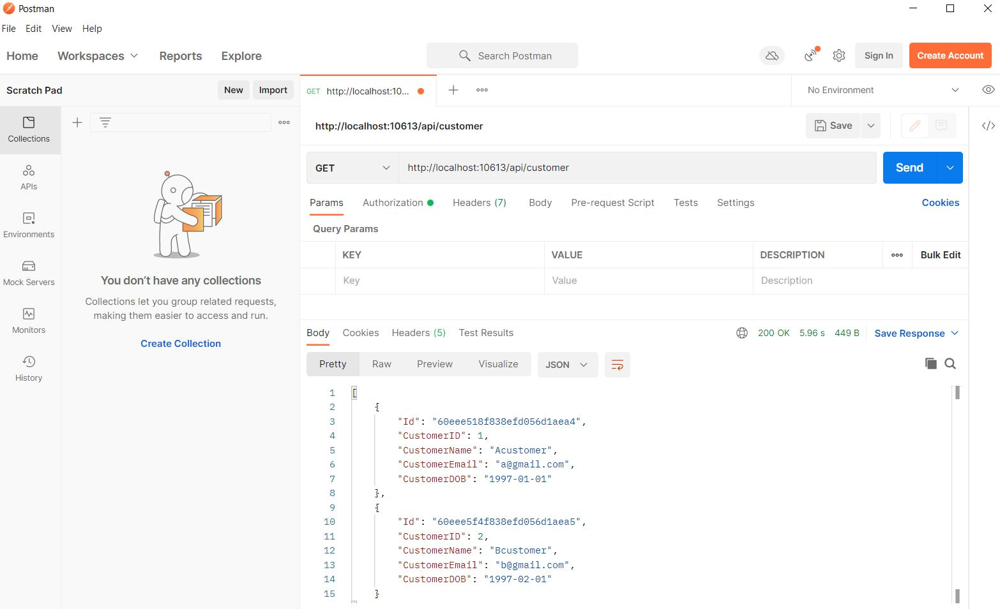 Postman
File Edit View Help
Home Workspaces Reports Explore Search Postman Sign In Create Account
Scratch Pad New Import
GET http://localhost:10... No Environment
Collections
APIs
Environments
Mock Servers
Monitors
History
You don't have any collections
Collections let you group related requests,
making them easier to access and run.
Create Collection
http://localhost:10613/api/customer Save
GET http://localhost:10613/api/customer Send
Params Authorization Headers (7) Body Pre-request Script Tests Settings Cookies
Query Params
KEY VALUE DESCRIPTION Bulk Edit
Key Value Description
Body Cookies Headers (5) Test Results 200 OK 5.96 s 449 B Save Response
Pretty Raw Preview Visualize JSON
1 [
2 {
3 "Id": "60eee518f838efd056d1aea4",
4 "CustomerID": 1,
5 "CustomerName": "Acustomer",
6 "CustomerEmail": "a@gmail.com",
7 "CustomerDOB": "1997-01-01"
8 },
9 {
10 "Id": "60eee5f4f838efd056d1aea5",
11 "CustomerID": 2,
12 "CustomerName": "Bcustomer",
13 "CustomerEmail": "b@gmail.com",
14 "CustomerDOB": "1997-02-01"
15 }